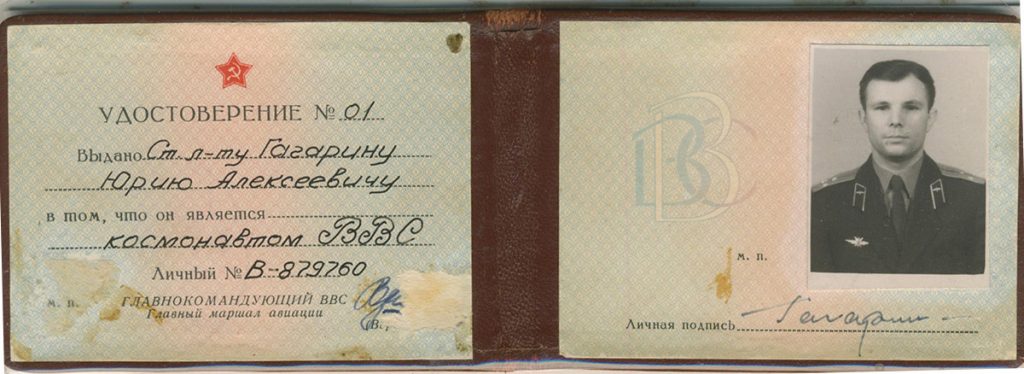 УДОСТОВЕРЕНИЕ № 01
Выдано Ст. л-ту Гагарину
Юрию Алексеевичу
в том, что он является
космонавтом ВВС
Личный № В-879760
м. п.
ГЛАВНОКОМАНДУЮЩИЙ ВВС
Главный маршал авиации
ВВС
м. п.
Личная подпись Гагарин